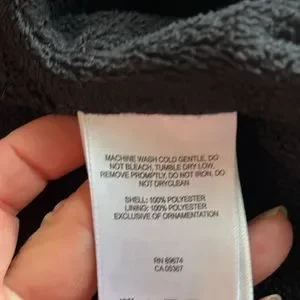 MACHINE WASH COLD GENTLE, DO
NOT BLEACH, TUMBLE DRY LOW,
REMOVE PROMPTLY, DO NOT IRON, DO
NOT DRYCLEAN
SHELL: 100% POLYESTER
LINING: 100% POLYESTER
EXCLUSIVE OF ORNAMENTATION
RN 89674
CA 05367